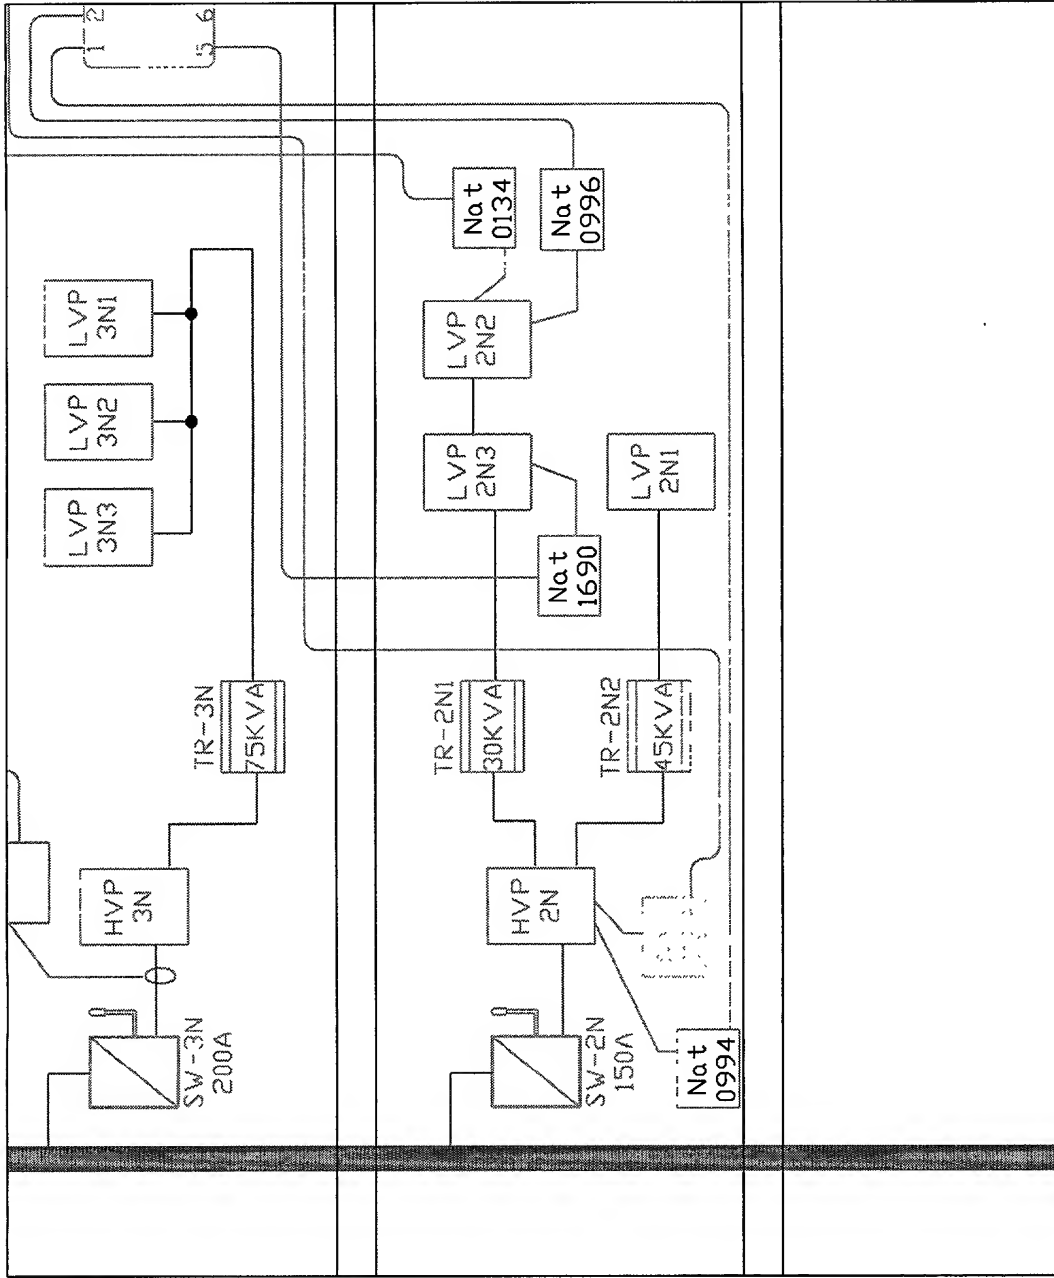 2
6
1
5
LVP
3N1
LVP
3N2
LVP
3N3
TR-3N
75KVA
HVP
3N
SW-3N
200A
Nat
0134
Nat
0996
LVP
2N2
LVP
2N3
LVP
2N1
Nat
1690
TR-2N1
30KVA
TR-2N2
45KVA
HVP
2N
SW-2N
150A
Nat
0994